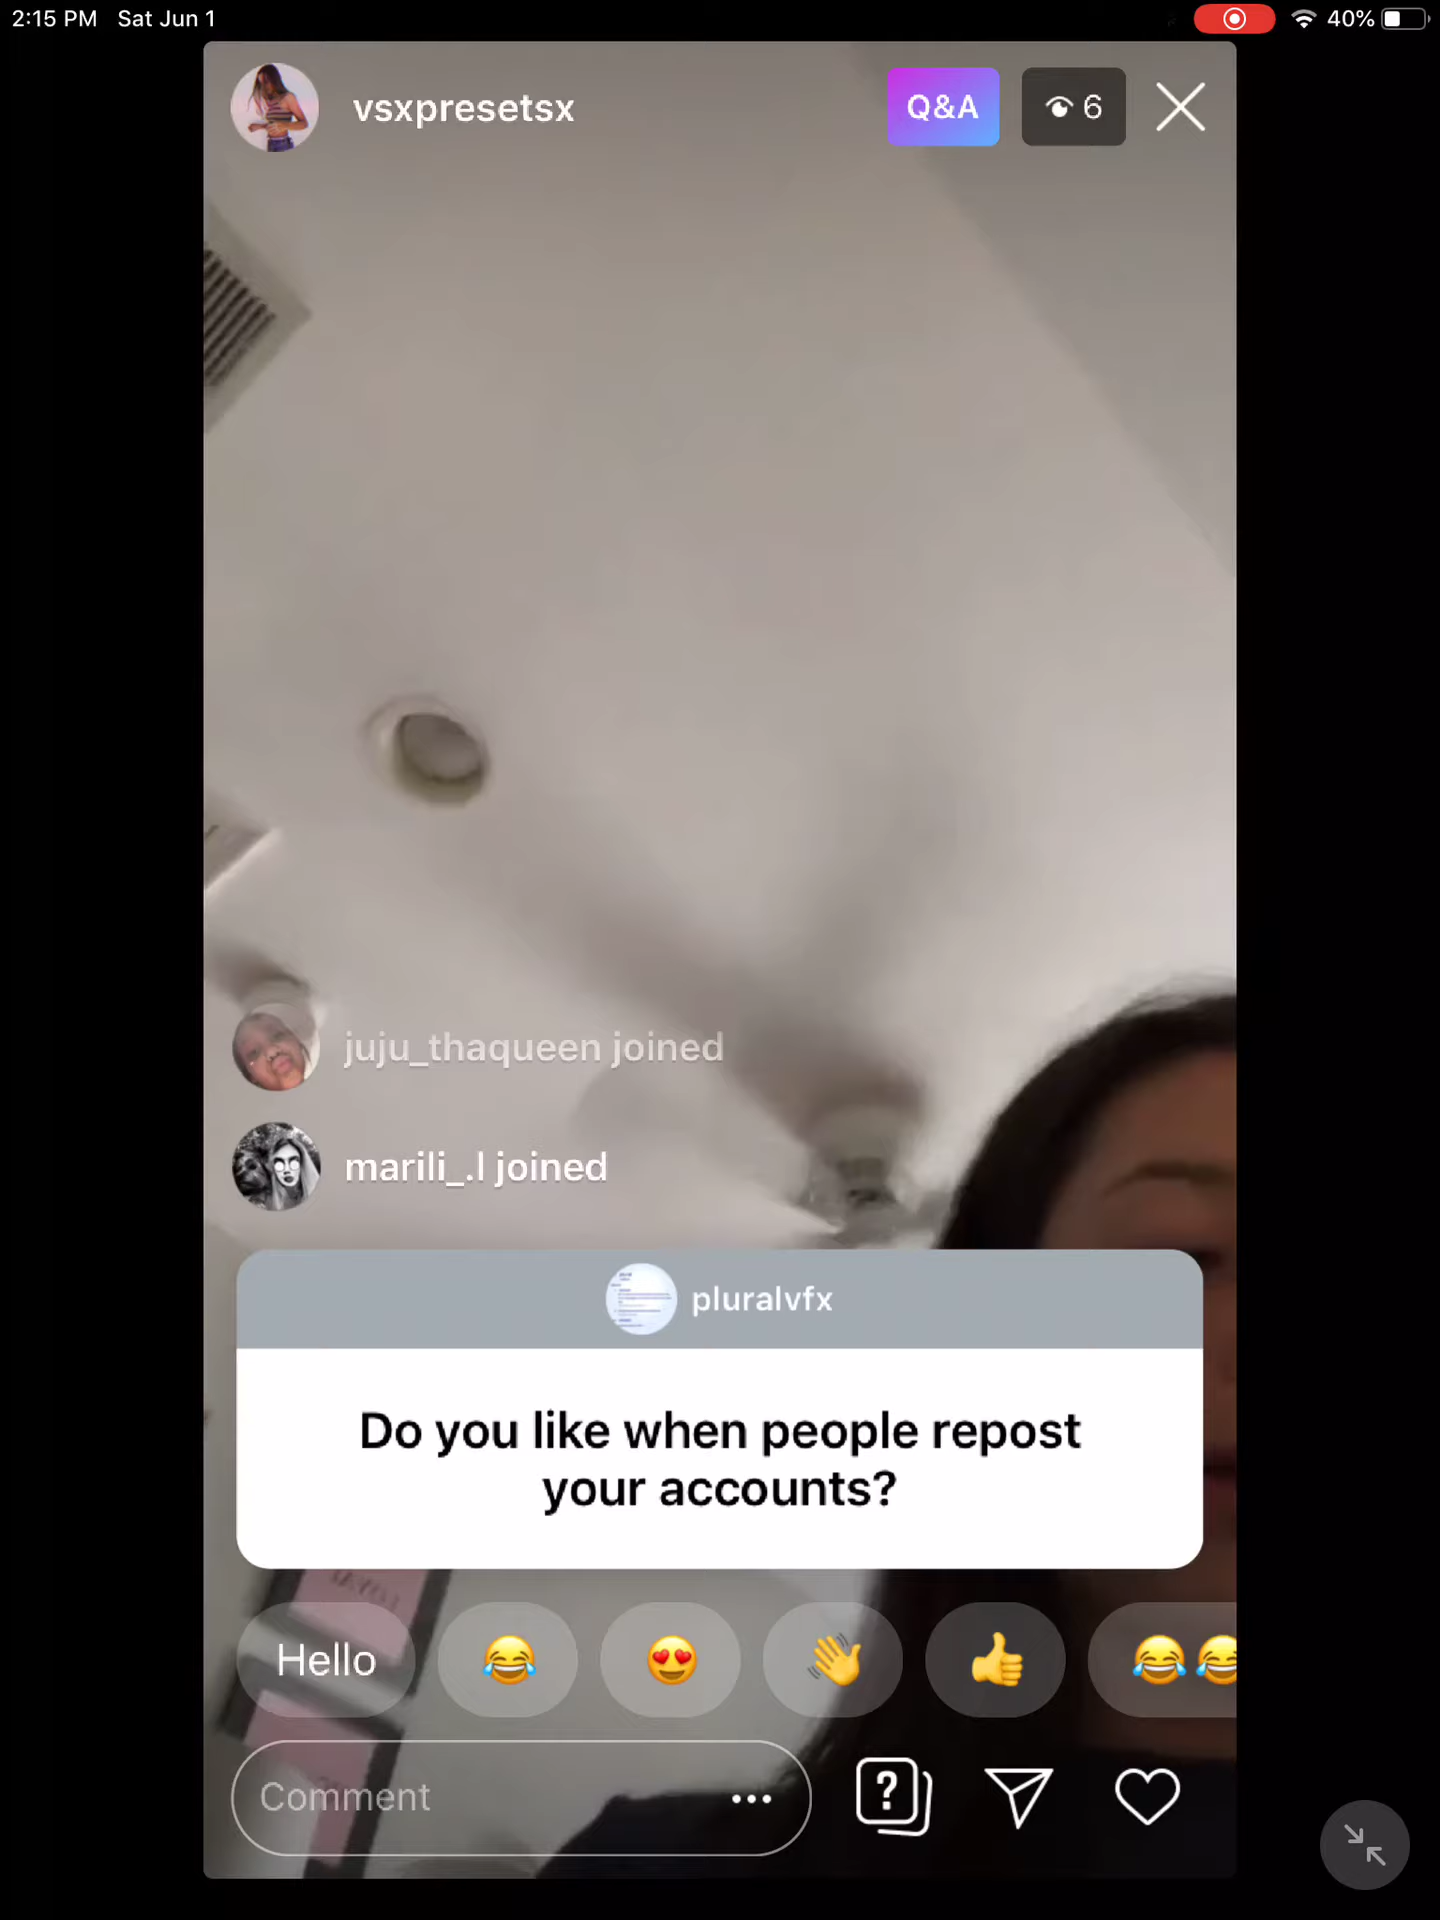 2:15 PM Sat Jun 1
40%
vsxpresetsx
Q&A
6
juju_thaqueen joined
marili_.l joined
pluralvfx
Do you like when people repost
your accounts?
Hello
Comment